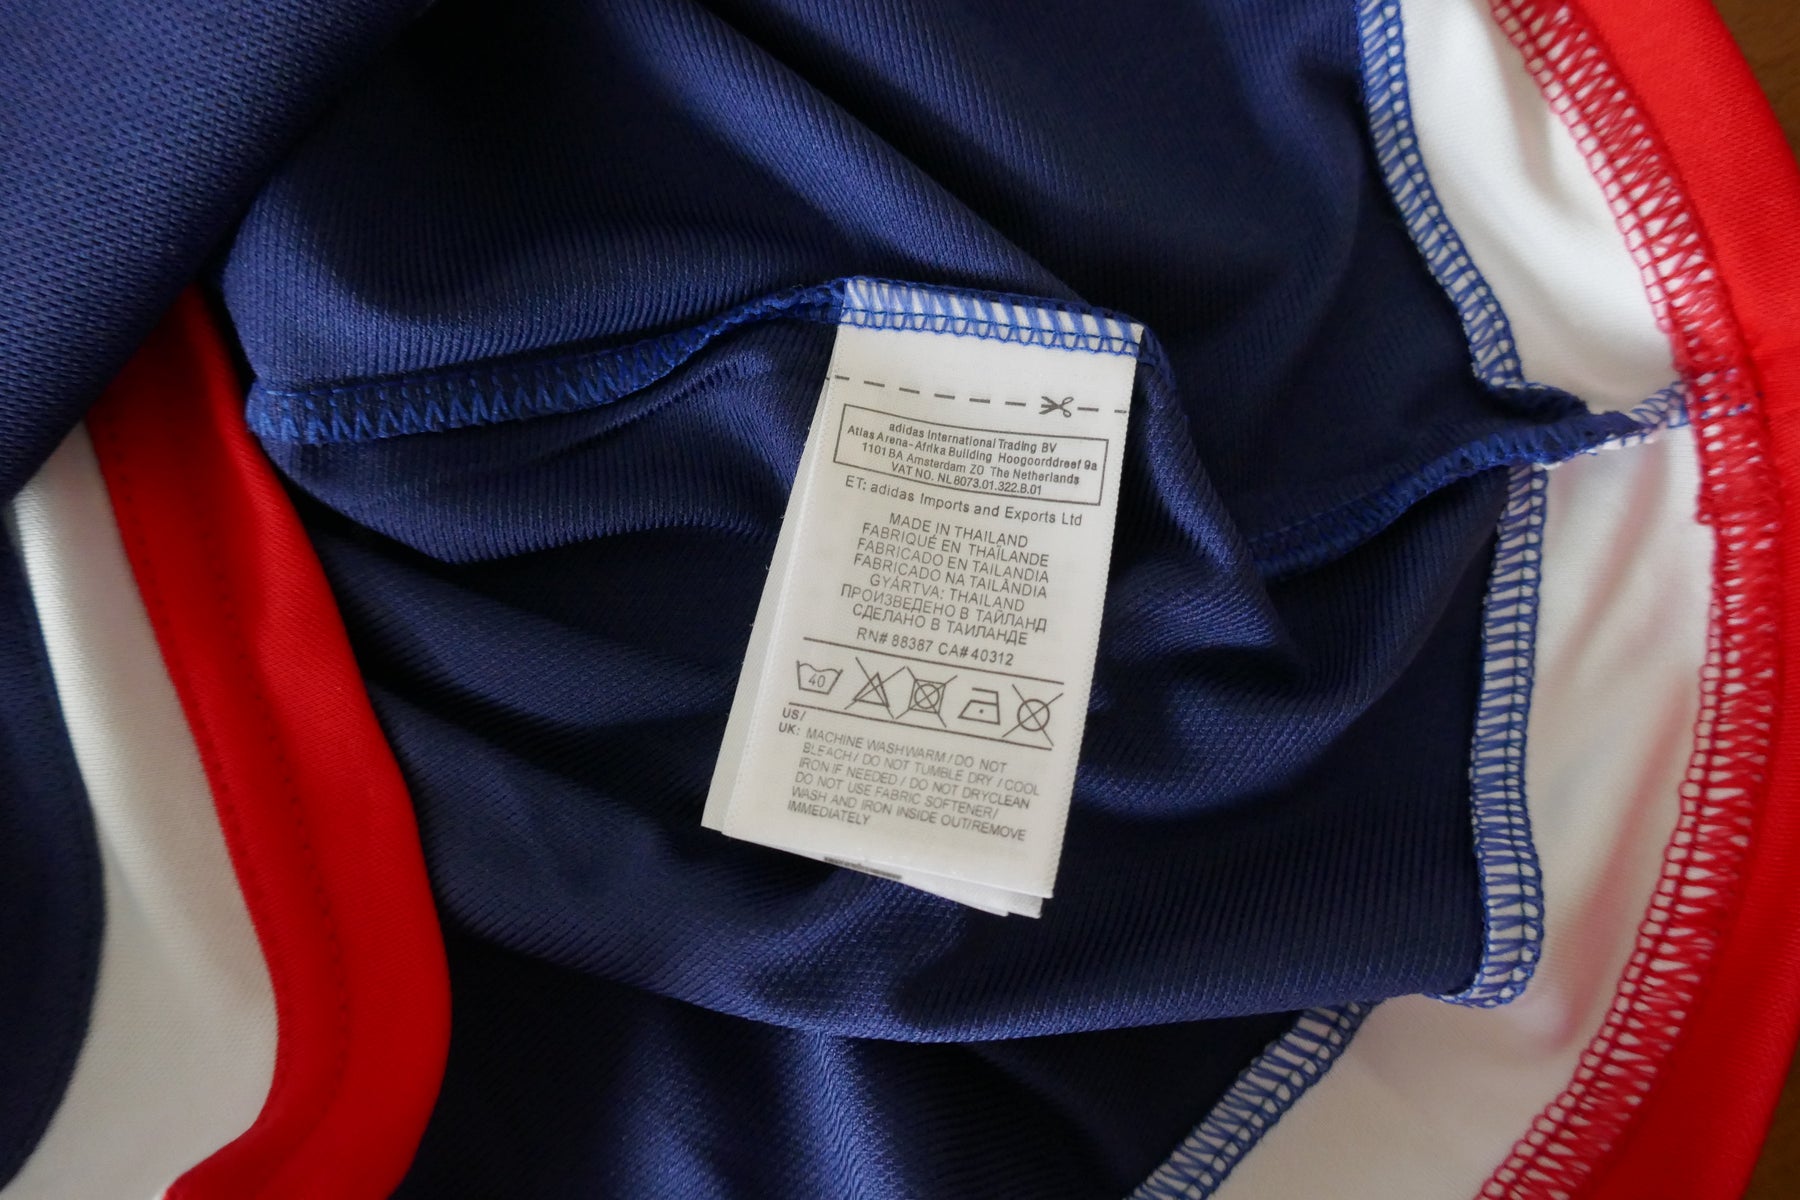 adidas International Trading BV
Atlas Arena-Afrika Building Hoogoorddreef 9a
1101 BA Amsterdam ZO The Netherlands
VAT NO. NL8073.01.322.B.01
ET: adidas Imports and Exports Ltd
MADE IN THAILAND
FABRIQUÉ EN THAÏLANDE
FABRICADO EN TAILANDIA
FABRICADO NA TAILÂNDIA
GYÁRTVA: THAILAND
ПРОИЗВЕДЕНО В ТАЙЛАНД
СДЕЛАНО В ТАИЛАНДЕ
RN# 88387 CA# 40312
40
US/
UK: MACHINE WASH WARM / DO NOT
BLEACH / DO NOT TUMBLE DRY / COOL
IRON IF NEEDED / DO NOT DRYCLEAN
DO NOT USE FABRIC SOFTENER/
WASH AND IRON INSIDE OUT/REMOVE
IMMEDIATELY